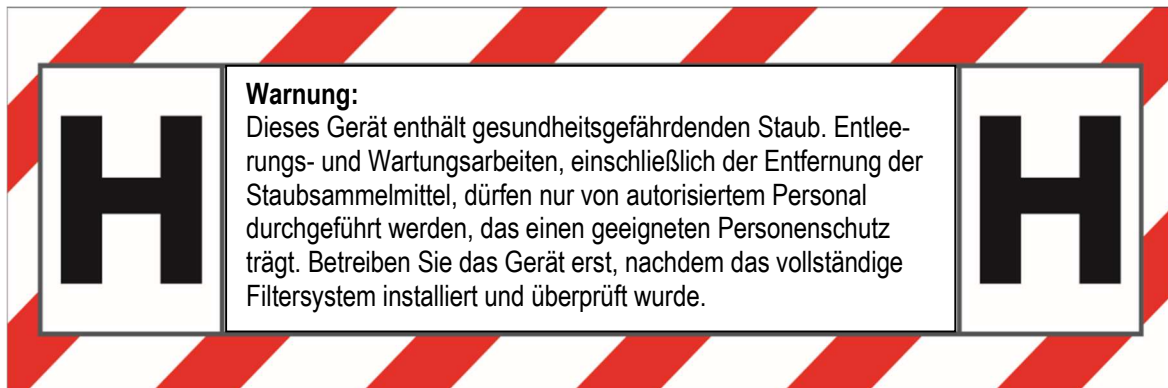 H
Warnung:
Dieses Gerät enthält gesundheitsgefährdenden Staub. Entlee-
rungs- und Wartungsarbeiten, einschließlich der Entfernung der
Staubsammelmittel, dürfen nur von autorisiertem Personal
durchgeführt werden, das einen geeigneten Personenschutz
trägt. Betreiben Sie das Gerät erst, nachdem das vollständige
Filtersystem installiert und überprüft wurde.
H